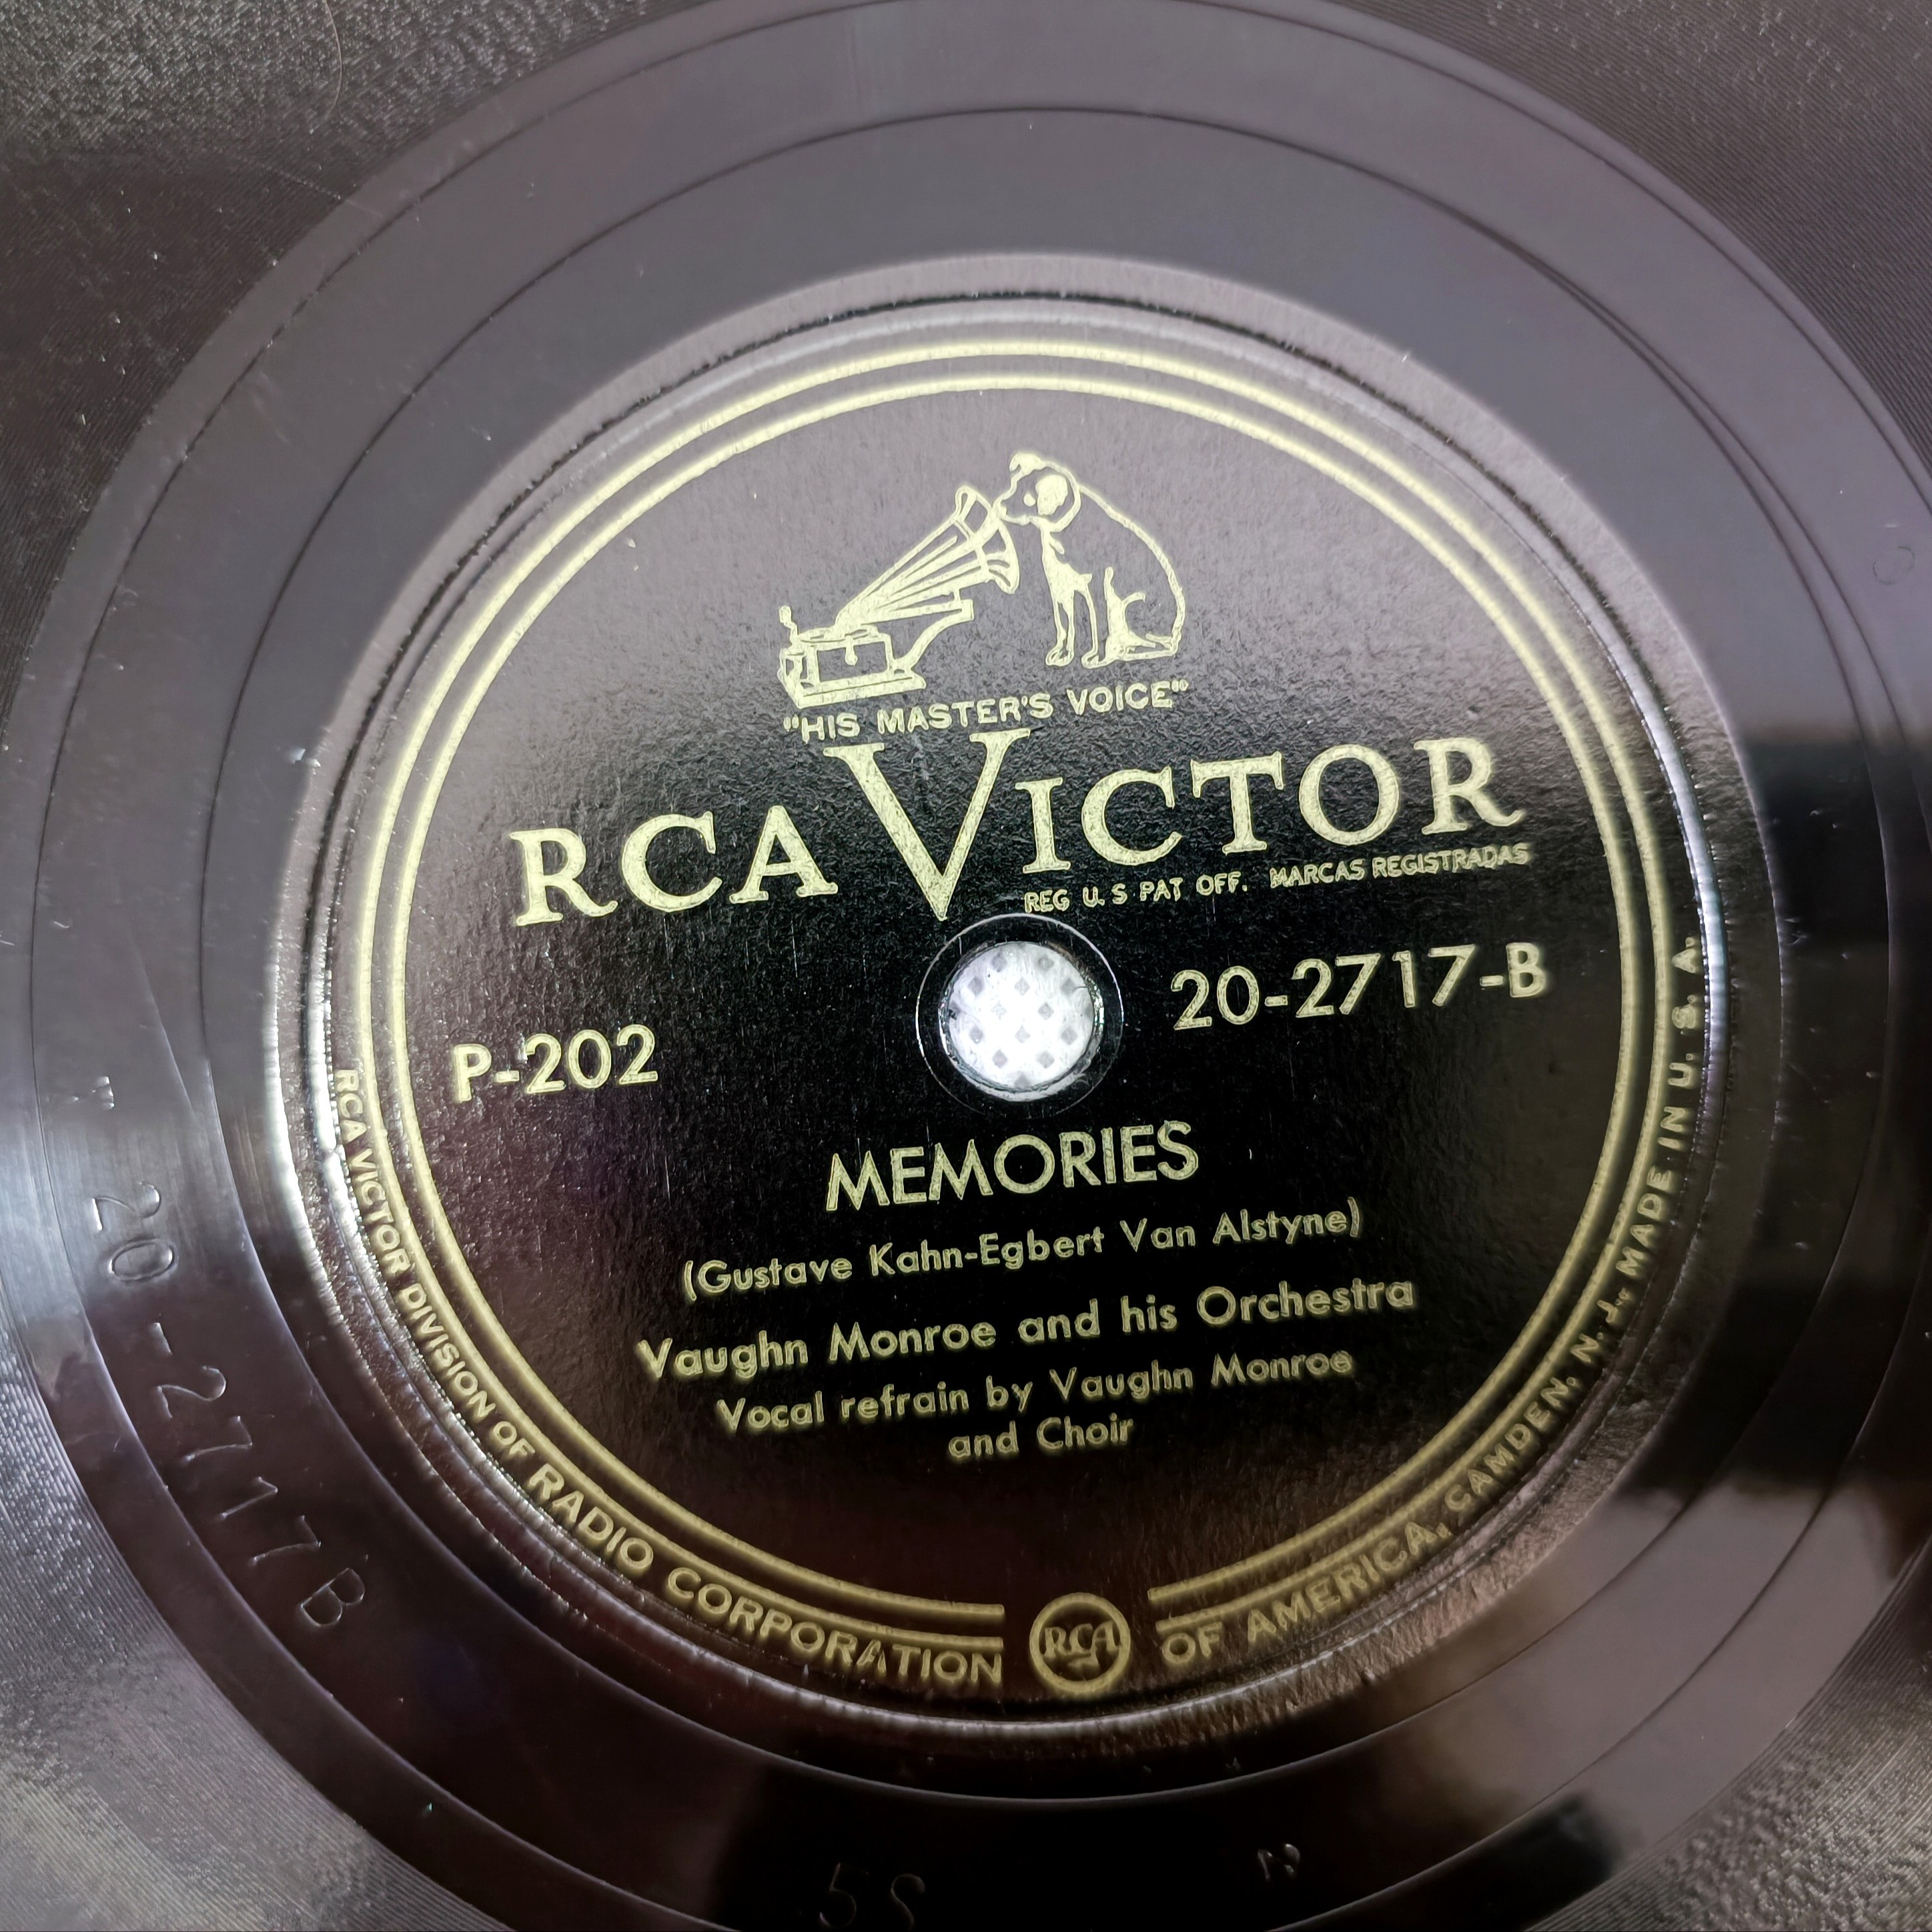 "HIS MASTER'S VOICE"
RCA VICTOR
REG U. S PAT OFF. MARCAS REGISTRADAS
20-2717-B
P-202
MEMORIES
(Gustave Kahn-Egbert Van Alstyne)
Vaughn Monroe and his Orchestra
Vocal refrain by Vaughn Monroe
and Choir
RCA VICTOR DIVISION OF RADIO CORPORATION RCA OF AMERICA, CAMDEN, N. J. MADE IN U. S. A.
20-2717B
5S